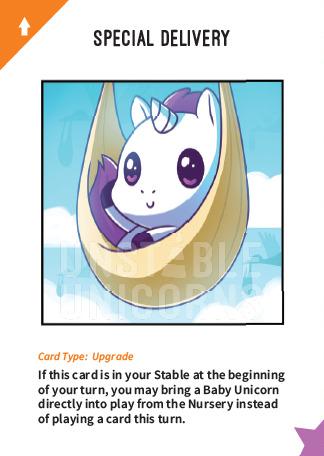 SPECIAL DELIVERY
UNSTABLE
UNICORNS
Card Type: Upgrade
If this card is in your Stable at the beginning
of your turn, you may bring a Baby Unicorn
directly into play from the Nursery instead
of playing a card this turn.